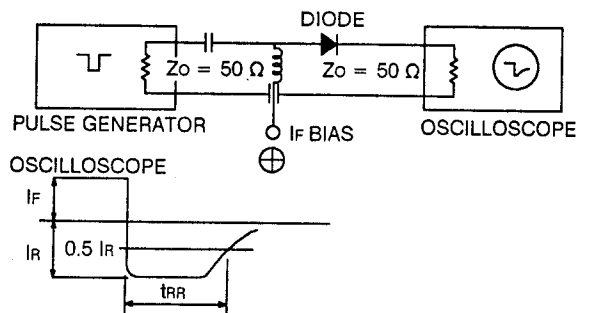 DIODE
Zo = 50 Ω
Zo = 50 Ω
PULSE GENERATOR
IF BIAS
OSCILLOSCOPE
OSCILLOSCOPE
IF
IR
0.5 IR
tRR